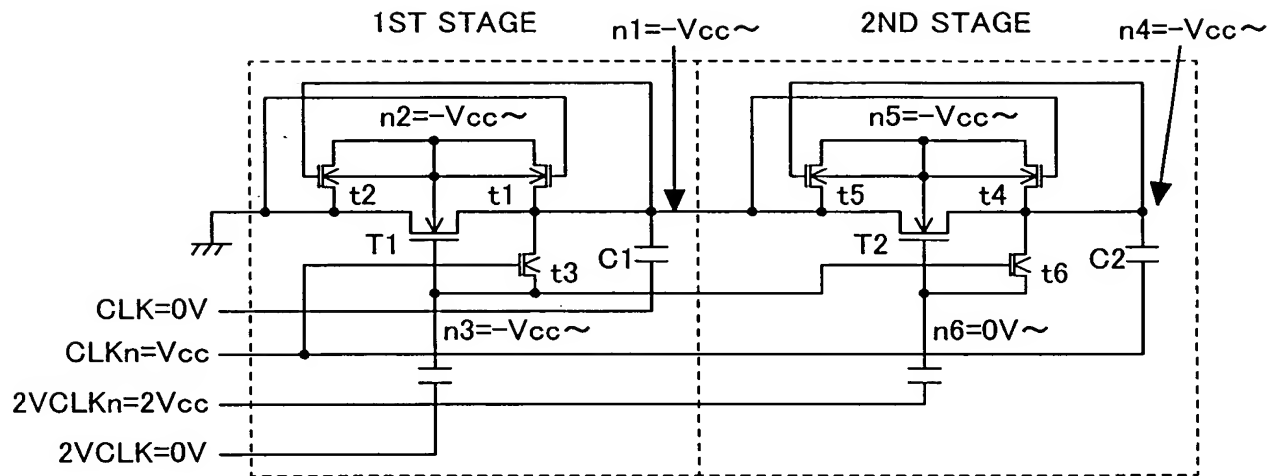 1ST STAGE
n1=-Vcc~
2ND STAGE
n4=-Vcc~
n2=-Vcc~
n5=-Vcc~
t2
t1
t5
t4
T1
t3
C1
T2
t6
C2
CLK=0V
n3=-Vcc~
n6=0V~
CLKn=Vcc
2VCLKn=2Vcc
2VCLK=0V